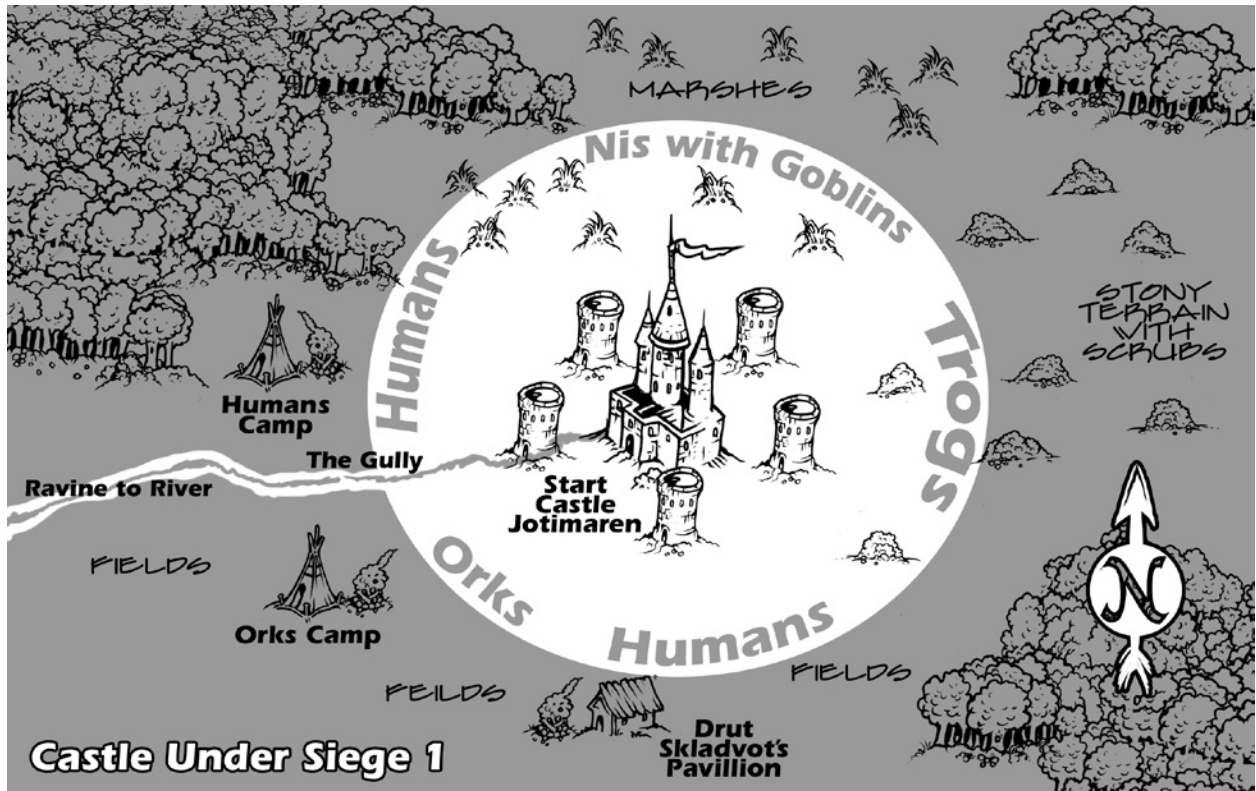 MARSHES
Nis with Goblins
Humans
Trogs
STONY
TERRAIN
WITH
SCRUBS
Humans
Camp
The Gully
Ravine to River
Start
Castle
Jotimaren
N
FIELDS
Orks
Orks Camp
Humans
FEILDS
FIELDS
Drut
Skladvot's
Pavillion
Castle Under Siege 1